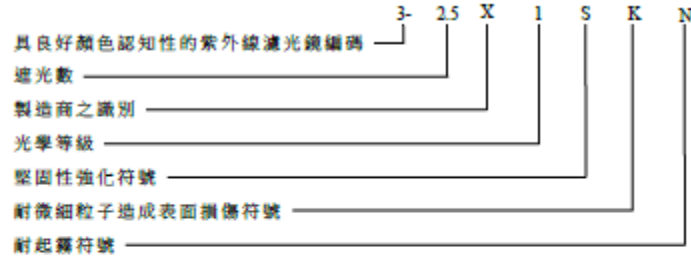 3- 2.5 X 1 S K N
具良好顏色認知性的紫外線濾光鏡編碼
遮光數
製造商之識別
光學等級
堅固性強化符號
耐微細粒子造成表面損傷符號
耐起霧符號